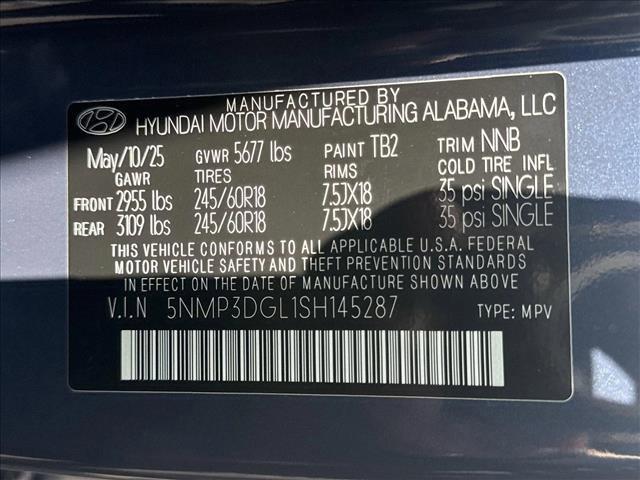 MANUFACTURED BY
HYUNDAI MOTOR MANUFACTURING ALABAMA, LLC
May/10/25 GVWR 5677 lbs PAINT TB2 TRIM NNB
GAWR TIRES RIMS COLD TIRE INFL
FRONT 2955 lbs 245/60R18 7.5JX18 35 psi SINGLE
REAR 3109 lbs 245/60R18 7.5JX18 35 psi SINGLE
THIS VEHICLE CONFORMS TO ALL APPLICABLE U.S.A. FEDERAL
MOTOR VEHICLE SAFETY AND THEFT PREVENTION STANDARDS
IN EFFECT ON THE DATE OF MANUFACTURE SHOWN ABOVE.
V.I.N 5NMP3DGL1SH145287 TYPE: MPV